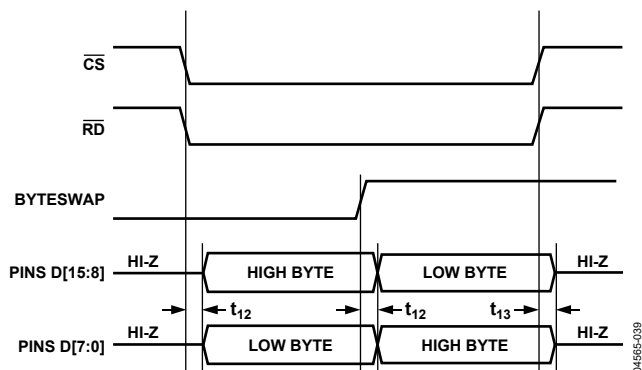 CS
RD
BYTESWAP
PINS D[15:8] HI-Z HIGH BYTE LOW BYTE HI-Z
t12 t12 t13
PINS D[7:0] HI-Z LOW BYTE HIGH BYTE HI-Z
04565-039